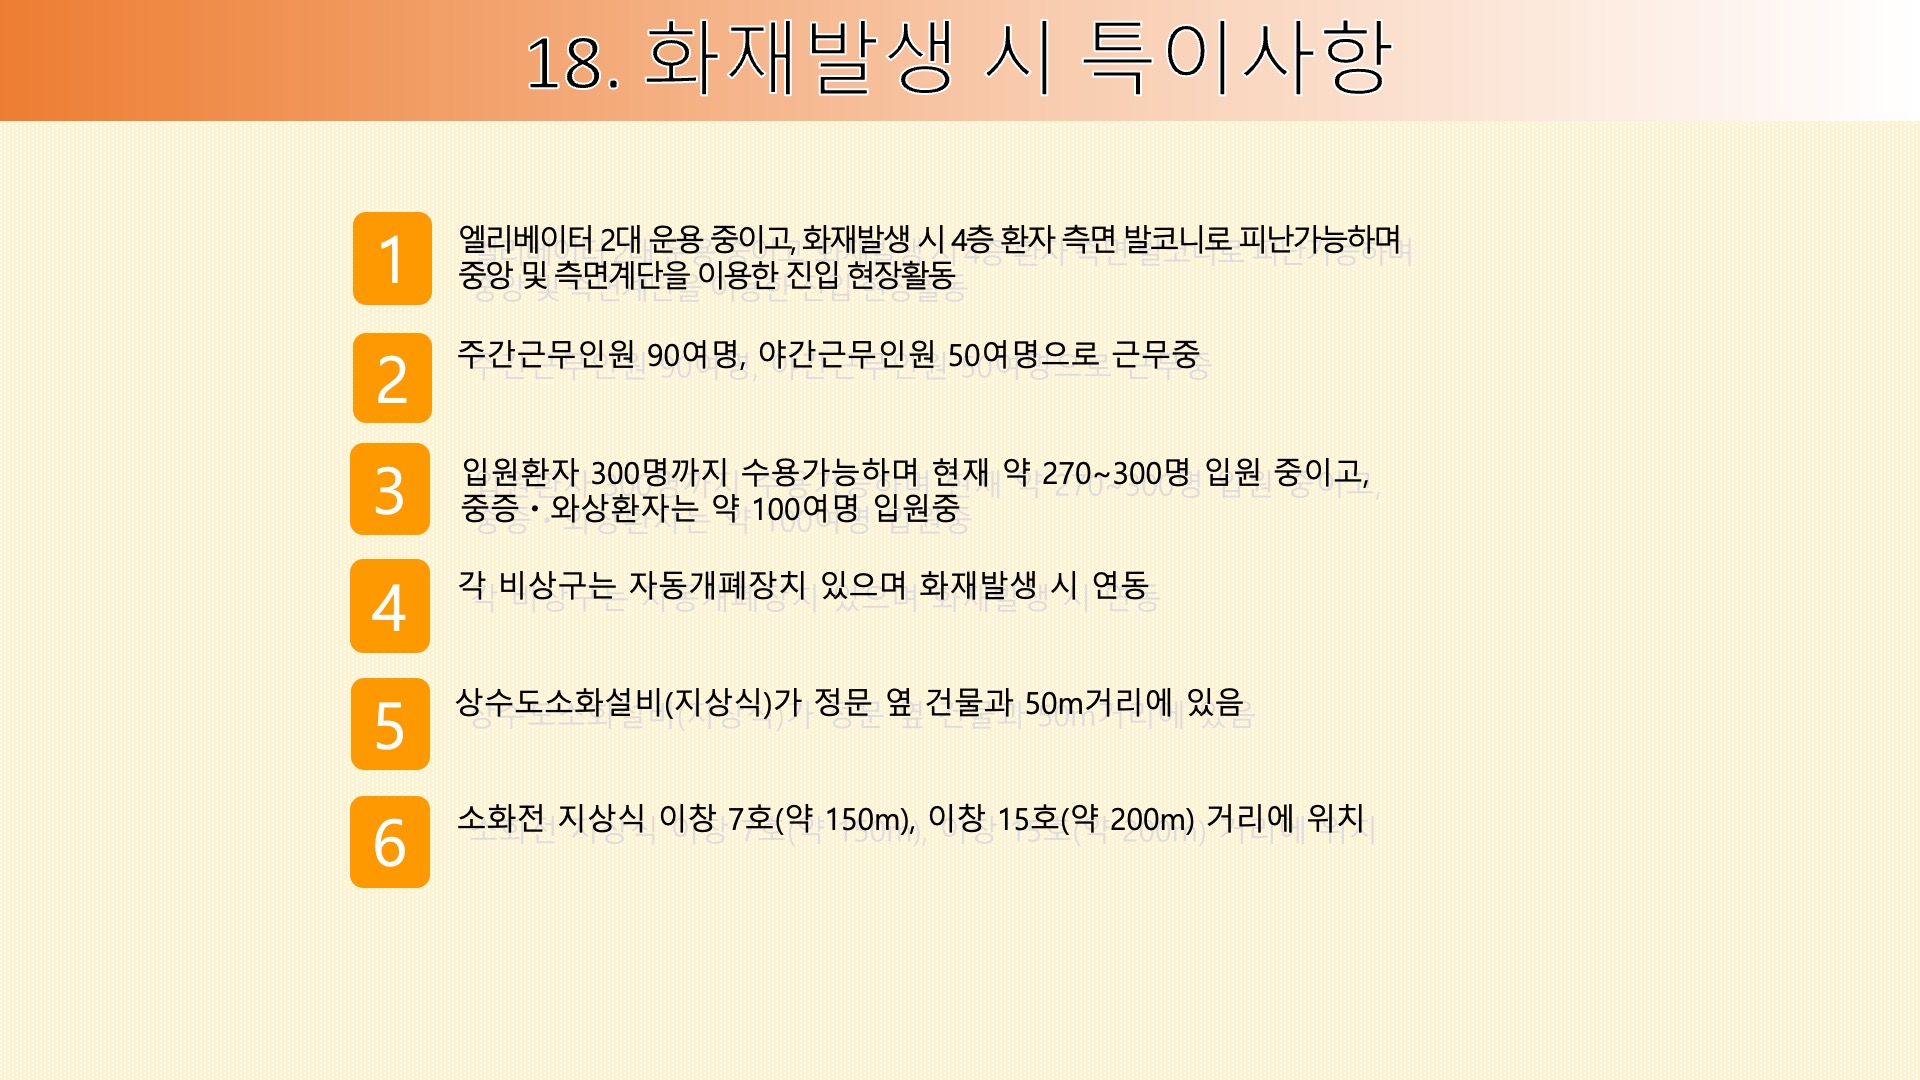 18. 화재발생 시 특이사항
1
엘리베이터 2대 운용 중이고, 화재발생 시 4층 환자 측면 발코니로 피난가능하며
중앙 및 측면계단을 이용한 진입 현장활동
2
주간근무인원 90여명, 야간근무인원 50여명으로 근무중
3
입원환자 300명까지 수용가능하며 현재 약 270~300명 입원 중이고,
중증·와상환자는 약 100여명 입원중
4
각 비상구는 자동개폐장치 있으며 화재발생 시 연동
5
상수도소화설비(지상식)가 정문 옆 건물과 50m거리에 있음
6
소화전 지상식 이창 7호(약 150m), 이창 15호(약 200m) 거리에 위치